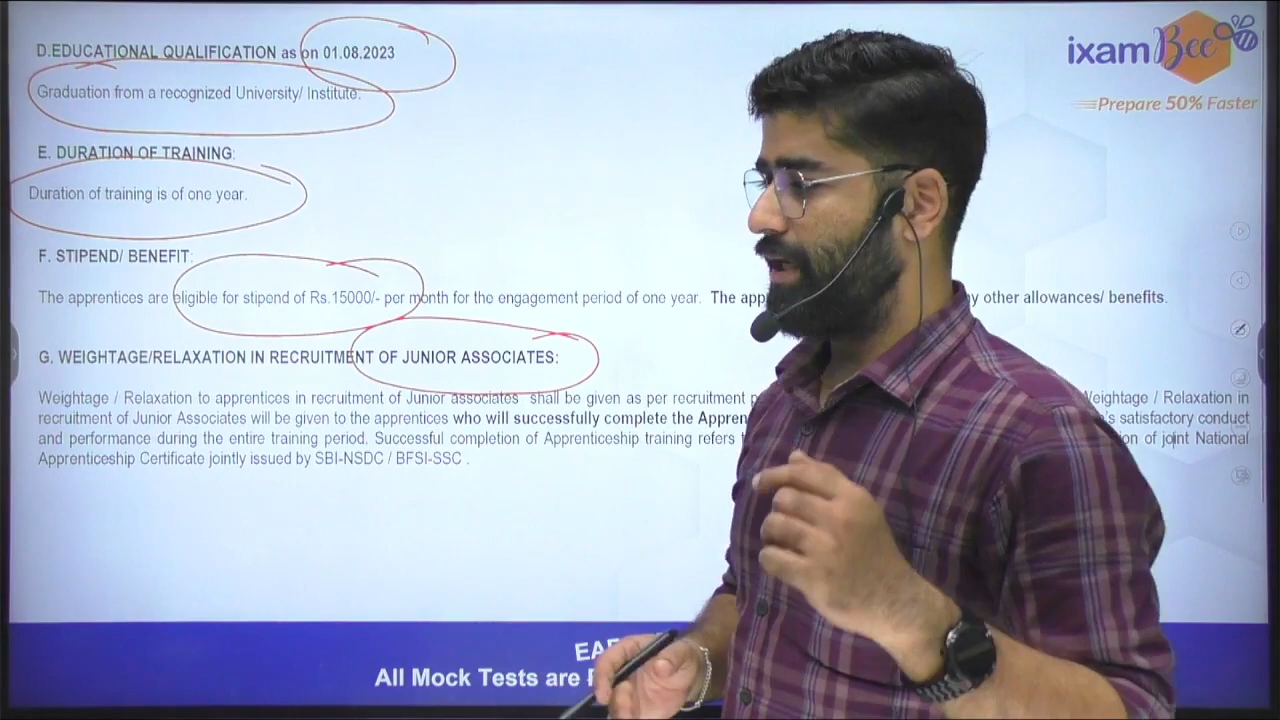 D.EDUCATIONAL QUALIFICATION as on 01.08.2023
ixamBee
Prepare 50% Faster
Graduation from a recognized University/ Institute.
E. DURATION OF TRAINING:
Duration of training is of one year.
F. STIPEND/ BENEFIT:
The apprentices are eligible for stipend of Rs.15000/- per month for the engagement period of one year. The other allowances/ benefits.
G. WEIGHTAGE/RELAXATION IN RECRUITMENT OF JUNIOR ASSOCIATES:
Weightage / Relaxation to apprentices in recruitment of Junior associates shall be given as per recruitment Weightage / Relaxation in
recruitment of Junior Associates will be given to the apprentices who will successfully complete the satisfactory conduct
and performance during the entire training period. Successful completion of Apprenticeship training refers of joint National
Apprenticeship Certificate jointly issued by SBI-NSDC / BFSI-SSC .
All Mock Tests are